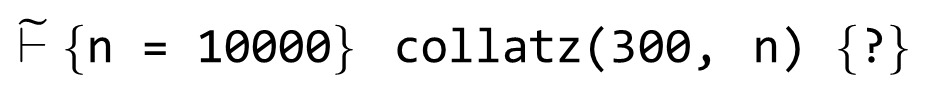 ⊢̃ {n = 10000} collatz(300, n) {?}